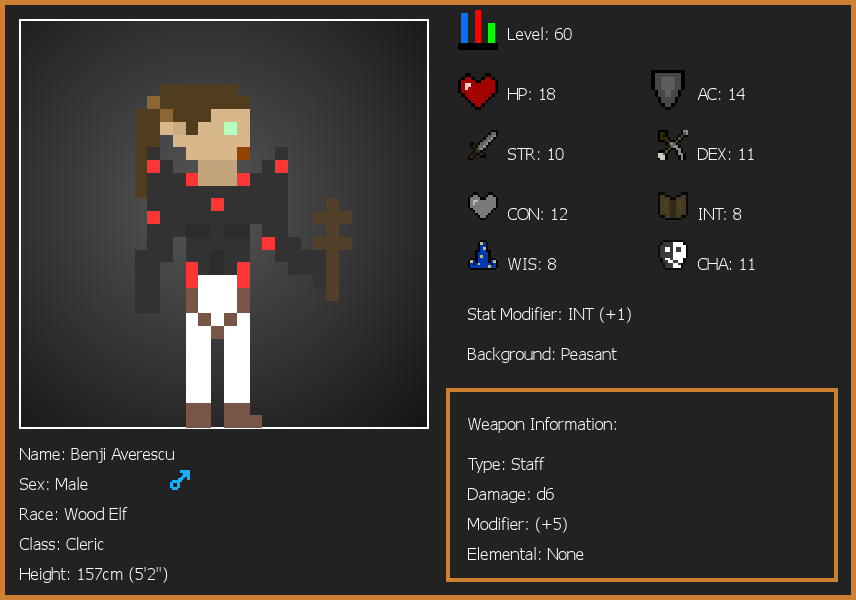 Level: 60
HP: 18
AC: 14
STR: 10
DEX: 11
CON: 12
INT: 8
WIS: 8
CHA: 11
Stat Modifier: INT (+1)
Background: Peasant
Weapon Information:
Type: Staff
Damage: d6
Modifier: (+5)
Elemental: None
Name: Benji Averescu
Sex: Male
Race: Wood Elf
Class: Cleric
Height: 157cm (5'2")